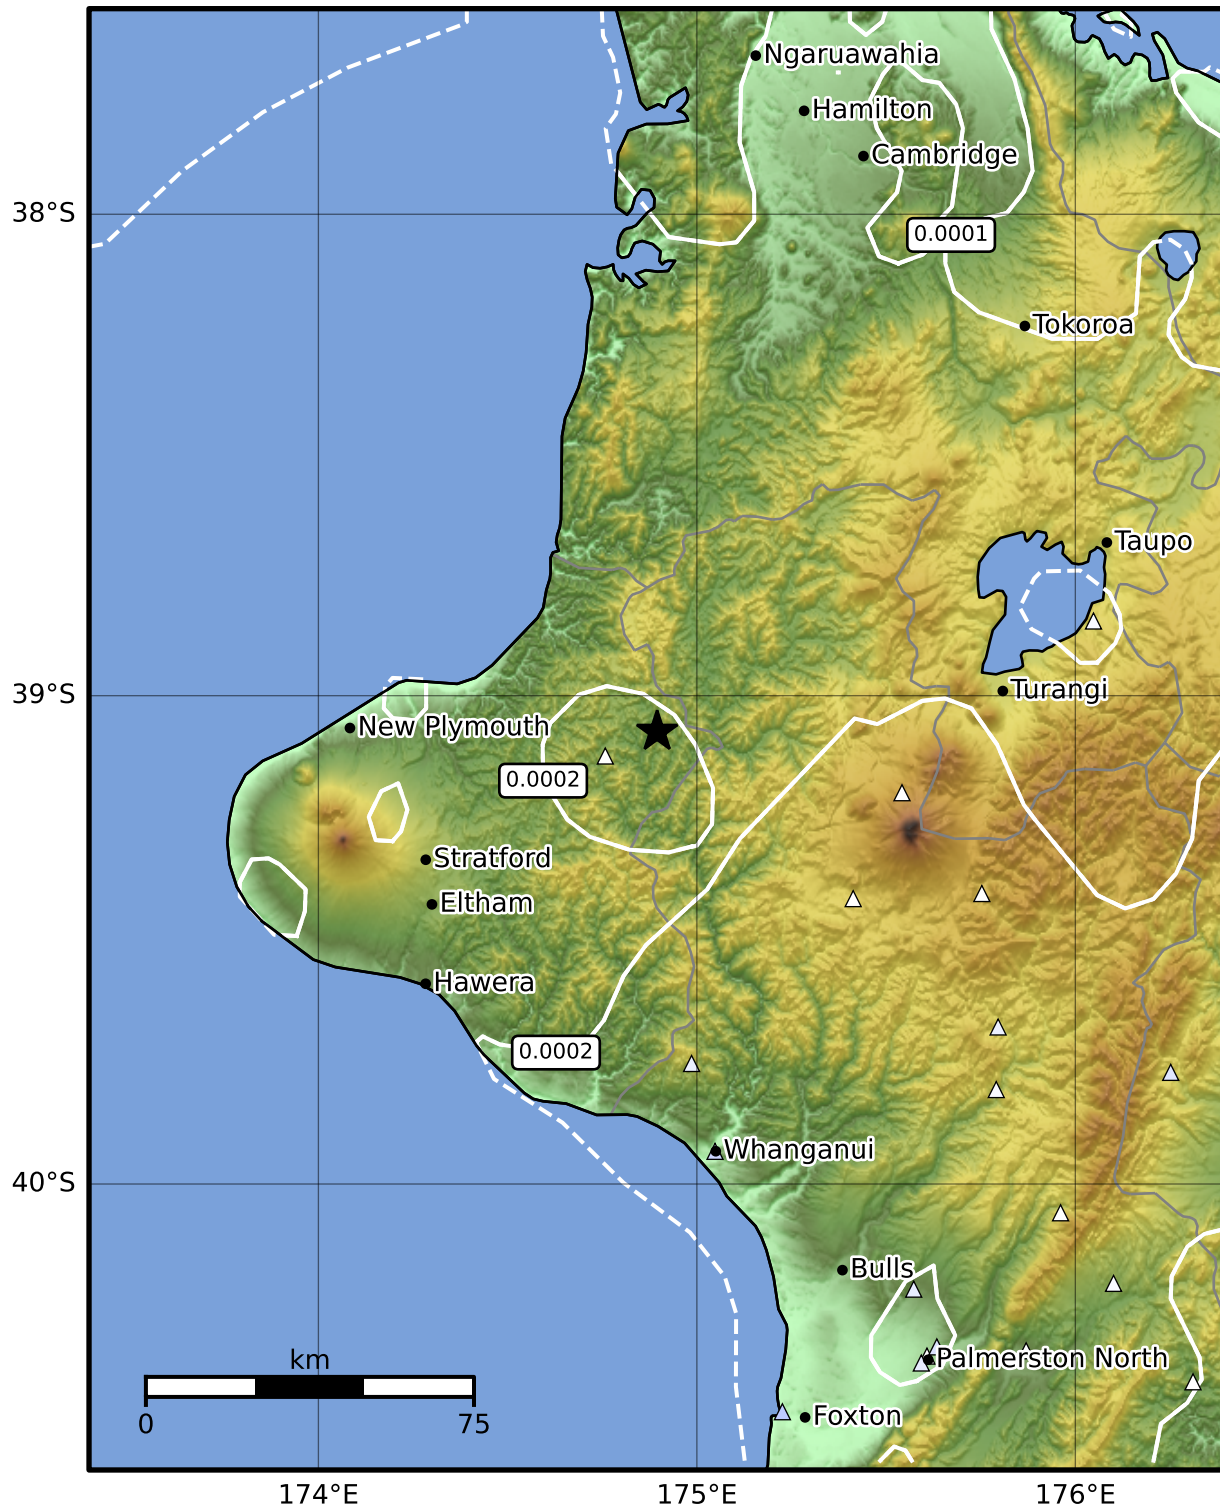 Ngaruawahia
Hamilton
Cambridge
38°S
0.0001
Tokoroa
Taupo
39°S
Turangi
New Plymouth
0.0002
Stratford
Eltham
Hawera
0.0002
Whanganui
40°S
Bulls
km
Palmerston North
0
75
Foxton
174°E
175°E
176°E